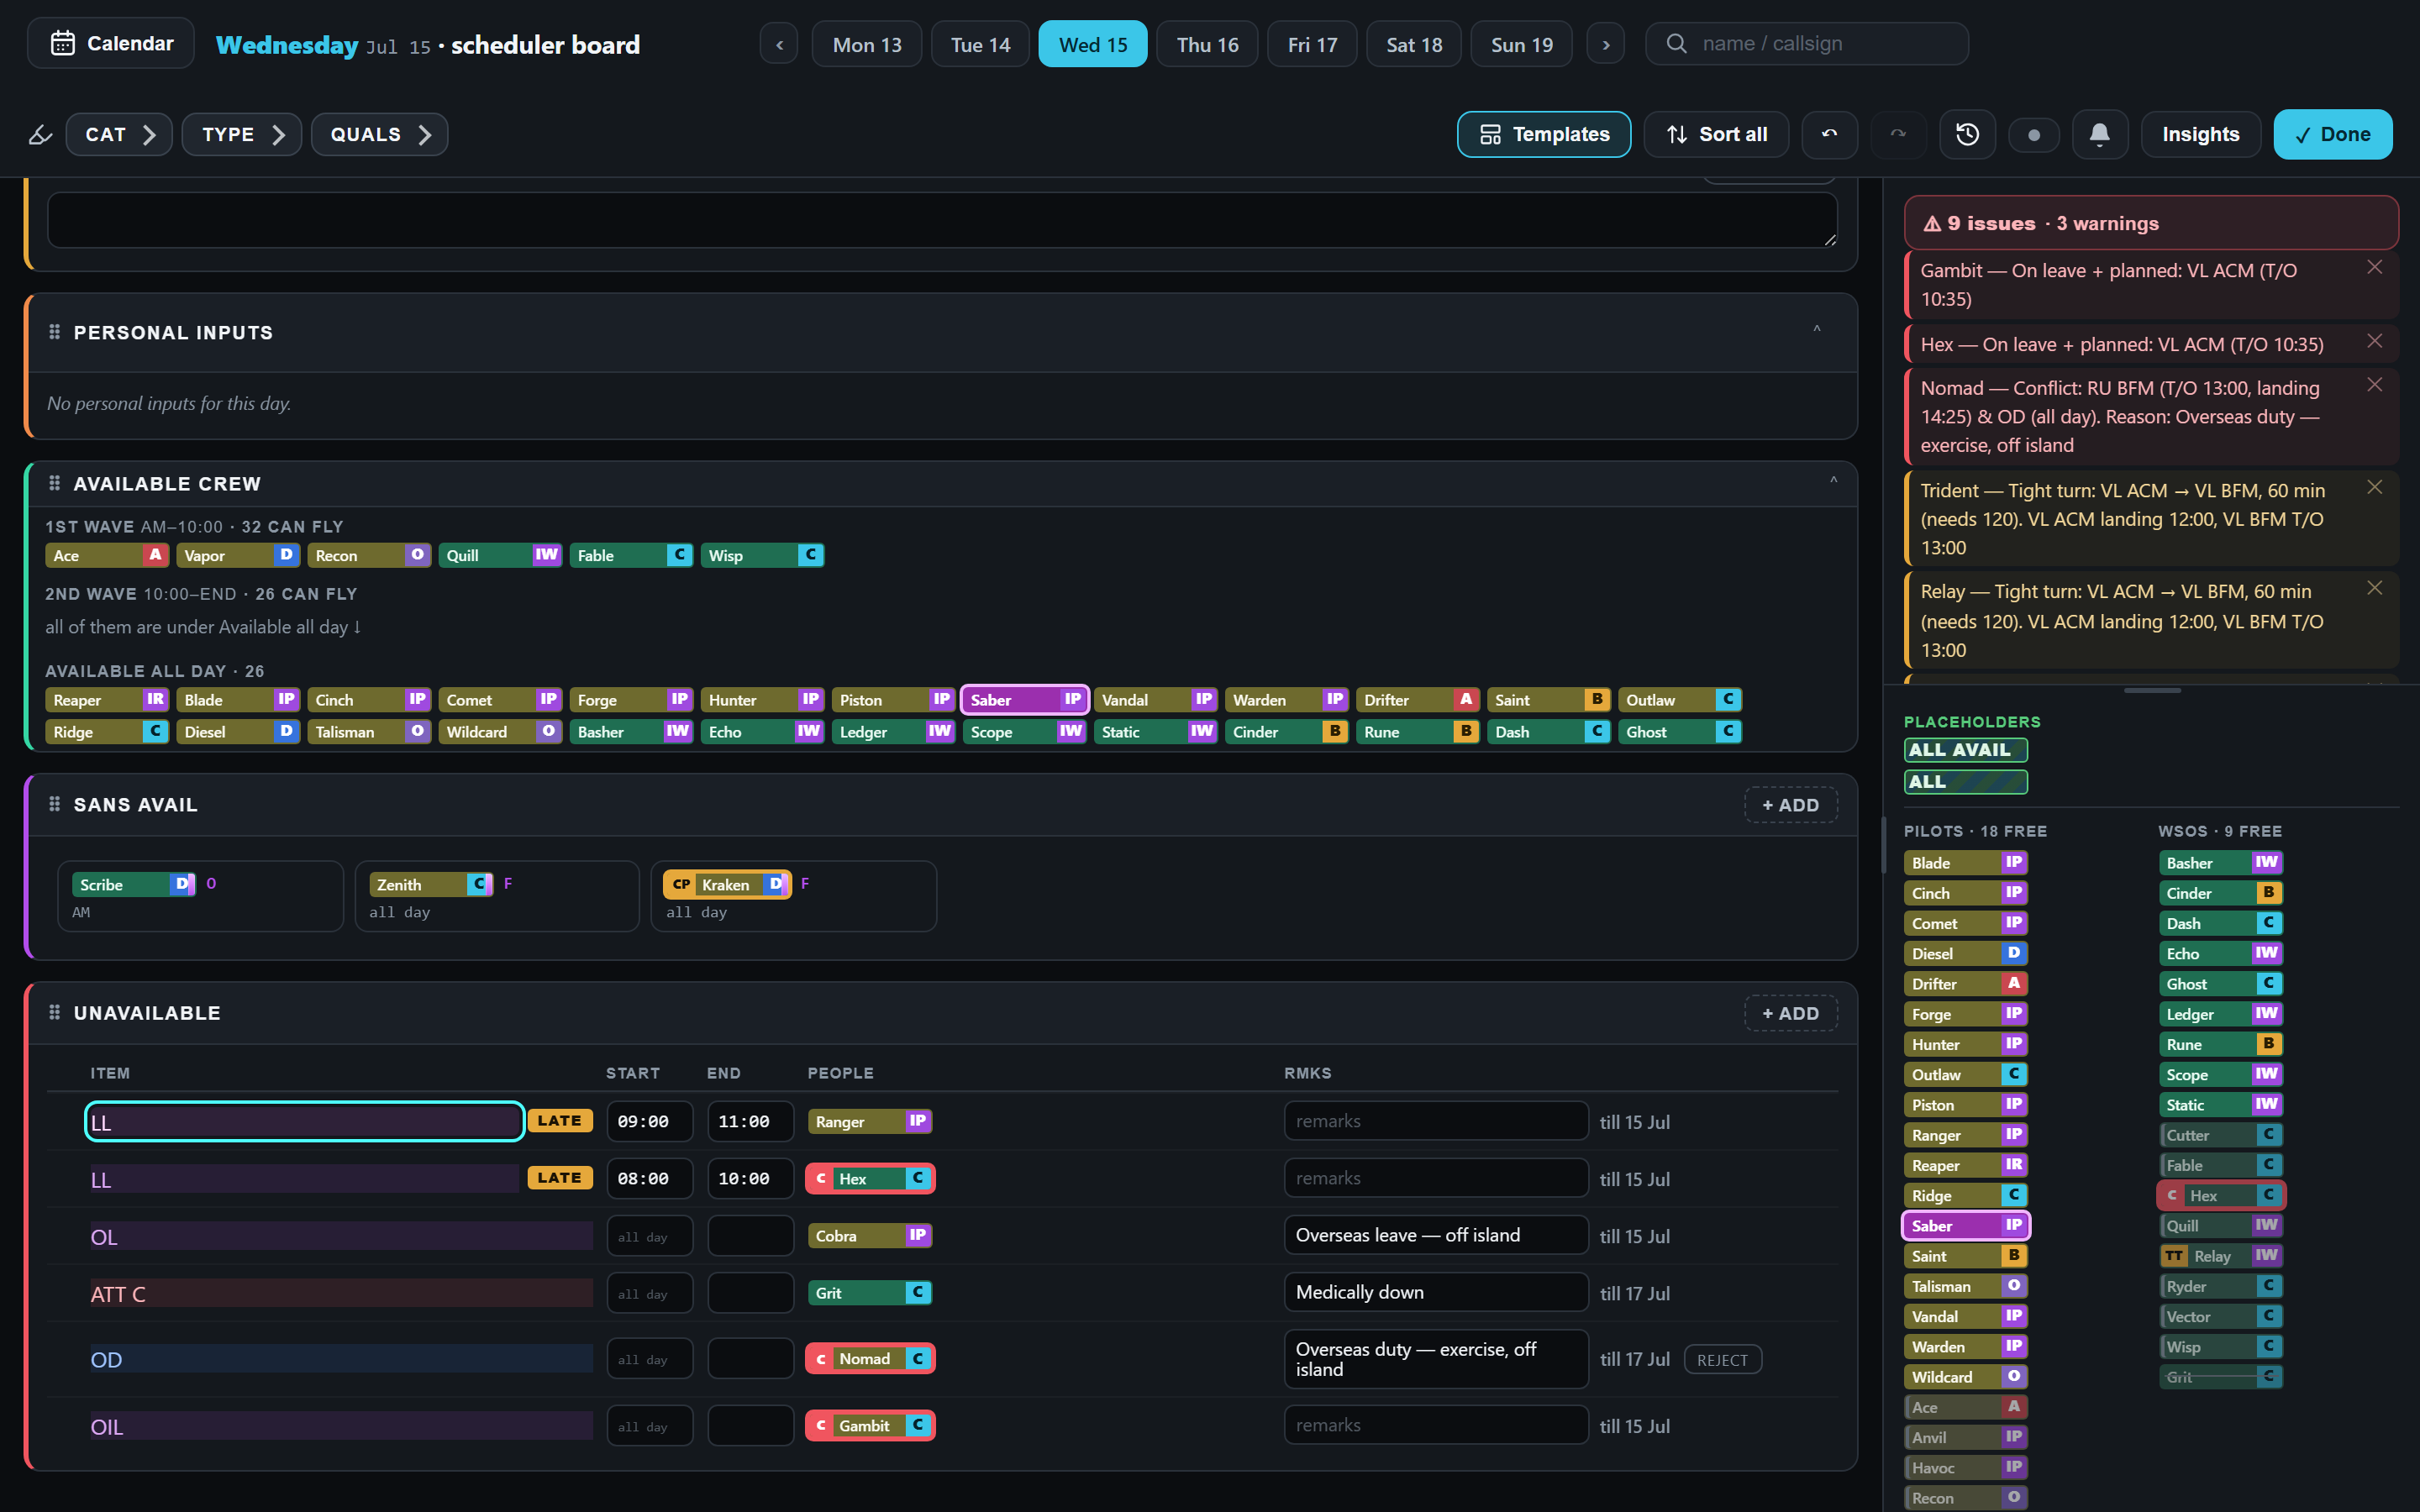 Calendar
Wednesday Jul 15 · scheduler board
‹ Mon 13 Tue 14 Wed 15 Thu 16 Fri 17 Sat 18 Sun 19 ›
name / callsign
CAT TYPE QUALS
Templates Sort all Insights ✓ Done
PERSONAL INPUTS
No personal inputs for this day.
AVAILABLE CREW
1ST WAVE AM–10:00 · 32 CAN FLY
Ace A Vapor D Recon O Quill IW Fable C Wisp C
2ND WAVE 10:00–END · 26 CAN FLY
all of them are under Available all day ↓
AVAILABLE ALL DAY · 26
Reaper IR Blade IP Cinch IP Comet IP Forge IP Hunter IP Piston IP Saber IP Vandal IP Warden IP Drifter A Saint B Outlaw C
Ridge C Diesel D Talisman O Wildcard O Basher IW Echo IW Ledger IW Scope IW Static IW Cinder B Rune B Dash C Ghost C
SANS AVAIL
+ ADD
Scribe D O
AM
Zenith C F
all day
CP Kraken D F
all day
UNAVAILABLE
+ ADD
ITEM START END PEOPLE RMKS
LL LATE 09:00 11:00 Ranger IP remarks till 15 Jul
LL LATE 08:00 10:00 C Hex C remarks till 15 Jul
OL all day Cobra IP Overseas leave — off island till 15 Jul
ATT C all day Grit C Medically down till 17 Jul
OD all day C Nomad C Overseas duty — exercise, off island till 17 Jul REJECT
OIL all day C Gambit C remarks till 15 Jul
⚠ 9 issues · 3 warnings
Gambit — On leave + planned: VL ACM (T/O
10:35)
Hex — On leave + planned: VL ACM (T/O 10:35)
Nomad — Conflict: RU BFM (T/O 13:00, landing
14:25) & OD (all day). Reason: Overseas duty —
exercise, off island
Trident — Tight turn: VL ACM → VL BFM, 60 min
(needs 120). VL ACM landing 12:00, VL BFM T/O
13:00
Relay — Tight turn: VL ACM → VL BFM, 60 min
(needs 120). VL ACM landing 12:00, VL BFM T/O
13:00
PLACEHOLDERS
ALL AVAIL
ALL
PILOTS · 18 FREE
Blade IP
Cinch IP
Comet IP
Diesel D
Drifter A
Forge IP
Hunter IP
Outlaw C
Piston IP
Ranger IP
Reaper IR
Ridge C
Saber IP
Saint B
Talisman O
Vandal IP
Warden IP
Wildcard O
Ace A
Anvil IP
Havoc IP
Recon O
WSOS · 9 FREE
Basher IW
Cinder B
Dash C
Echo IW
Ghost C
Ledger IW
Rune B
Scope IW
Static IW
Cutter C
Fable C
C Hex C
Quill IW
TT Relay IW
Ryder C
Vector C
Wisp C
Grit C